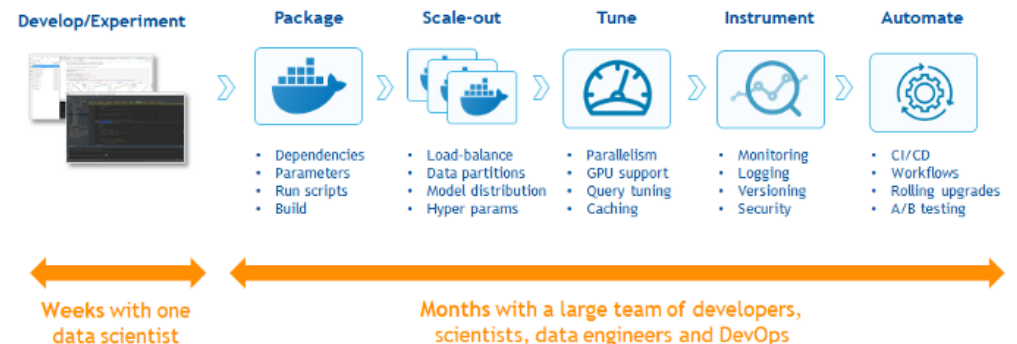 Develop/Experiment
Package
Scale-out
Tune
Instrument
Automate
• Dependencies
• Parameters
• Run scripts
• Build
• Load-balance
• Data partitions
• Model distribution
• Hyper params
• Parallelism
• GPU support
• Query tuning
• Caching
• Monitoring
• Logging
• Versioning
• Security
• CI/CD
• Workflows
• Rolling upgrades
• A/B testing
Weeks with one
data scientist
Months with a large team of developers,
scientists, data engineers and DevOps